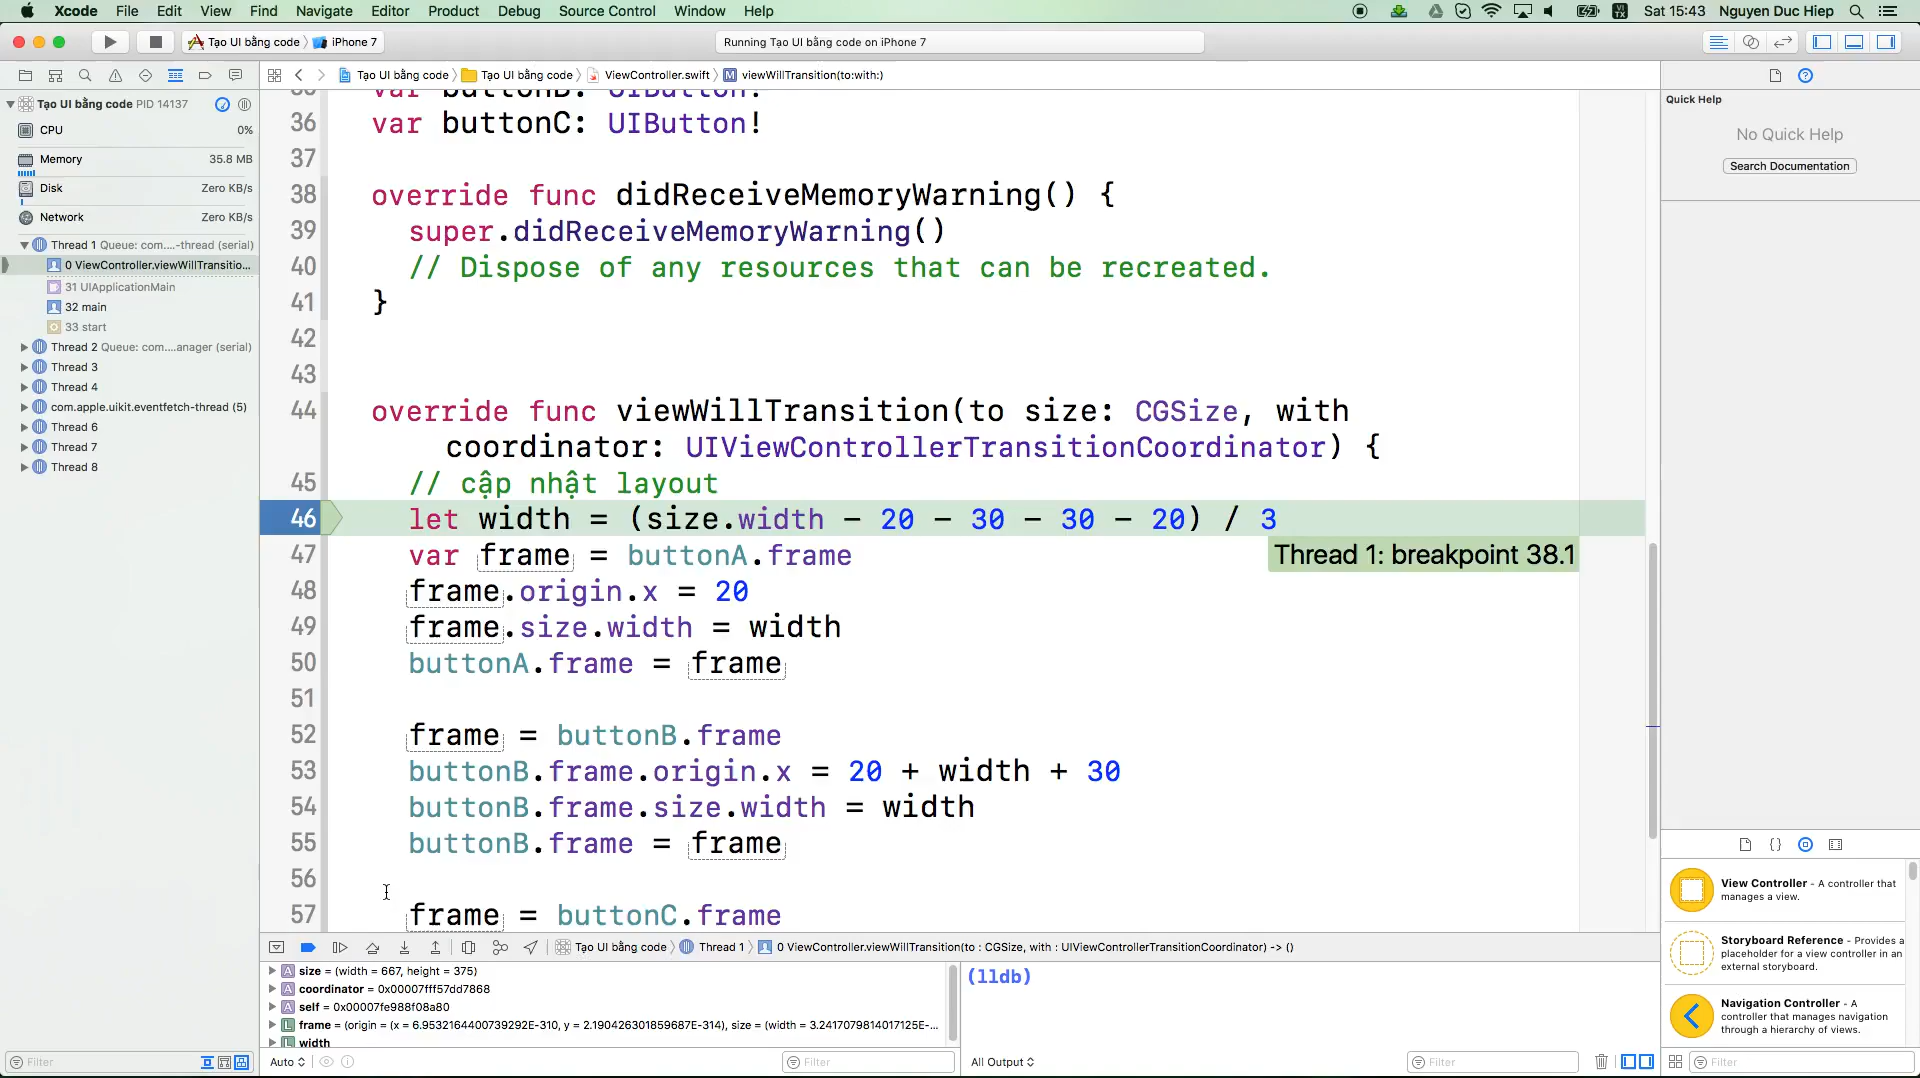 Xcode File Edit View Find Navigate Editor Product Debug Source Control Window Help Sat 15:43 Nguyen Duc Hiep
Tạo UI bằng code iPhone 7
Running Tạo UI bằng code on iPhone 7
Tạo UI bằng code Tạo UI bằng code ViewController.swift M viewWillTransition(to:with:)
Tạo UI bằng code PID 14137
CPU 0%
Memory 35.8 MB
Disk Zero KB/s
Network Zero KB/s
Thread 1 Queue: com....-thread (serial)
0 ViewController.viewWillTransitio...
31 UIApplicationMain
32 main
33 start
Thread 2 Queue: com....anager (serial)
Thread 3
Thread 4
com.apple.uikit.eventfetch-thread (5)
Thread 6
Thread 7
Thread 8
Filter
var buttonB: UIButton!
36 var buttonC: UIButton!
37
38 override func didReceiveMemoryWarning() {
39 super.didReceiveMemoryWarning()
40 // Dispose of any resources that can be recreated.
41 }
42
43
44 override func viewWillTransition(to size: CGSize, with
coordinator: UIViewControllerTransitionCoordinator) {
45 // cập nhật layout
46 let width = (size.width - 20 - 30 - 30 - 20) / 3
Thread 1: breakpoint 38.1
47 var frame = buttonA.frame
48 frame.origin.x = 20
49 frame.size.width = width
50 buttonA.frame = frame
51
52 frame = buttonB.frame
53 buttonB.frame.origin.x = 20 + width + 30
54 buttonB.frame.size.width = width
55 buttonB.frame = frame
56
57 frame = buttonC.frame
Tạo UI bằng code Thread 1 0 ViewController.viewWillTransition(to : CGSize, with : UIViewControllerTransitionCoordinator) -> ()
A size = (width = 667, height = 375)
A coordinator = 0x00007fff57dd7868
A self = 0x00007fe988f08a80
L frame = (origin = (x = 6.9532164400739292E-310, y = 2.190426301859687E-314), size = (width = 3.2417079814017125E-...
L width
Auto Filter
(lldb)
All Output Filter
Quick Help
No Quick Help
Search Documentation
View Controller - A controller that
manages a view.
Storyboard Reference - Provides a
placeholder for a view controller in an
external storyboard.
Navigation Controller - A
controller that manages navigation
through a hierarchy of views.
Filter